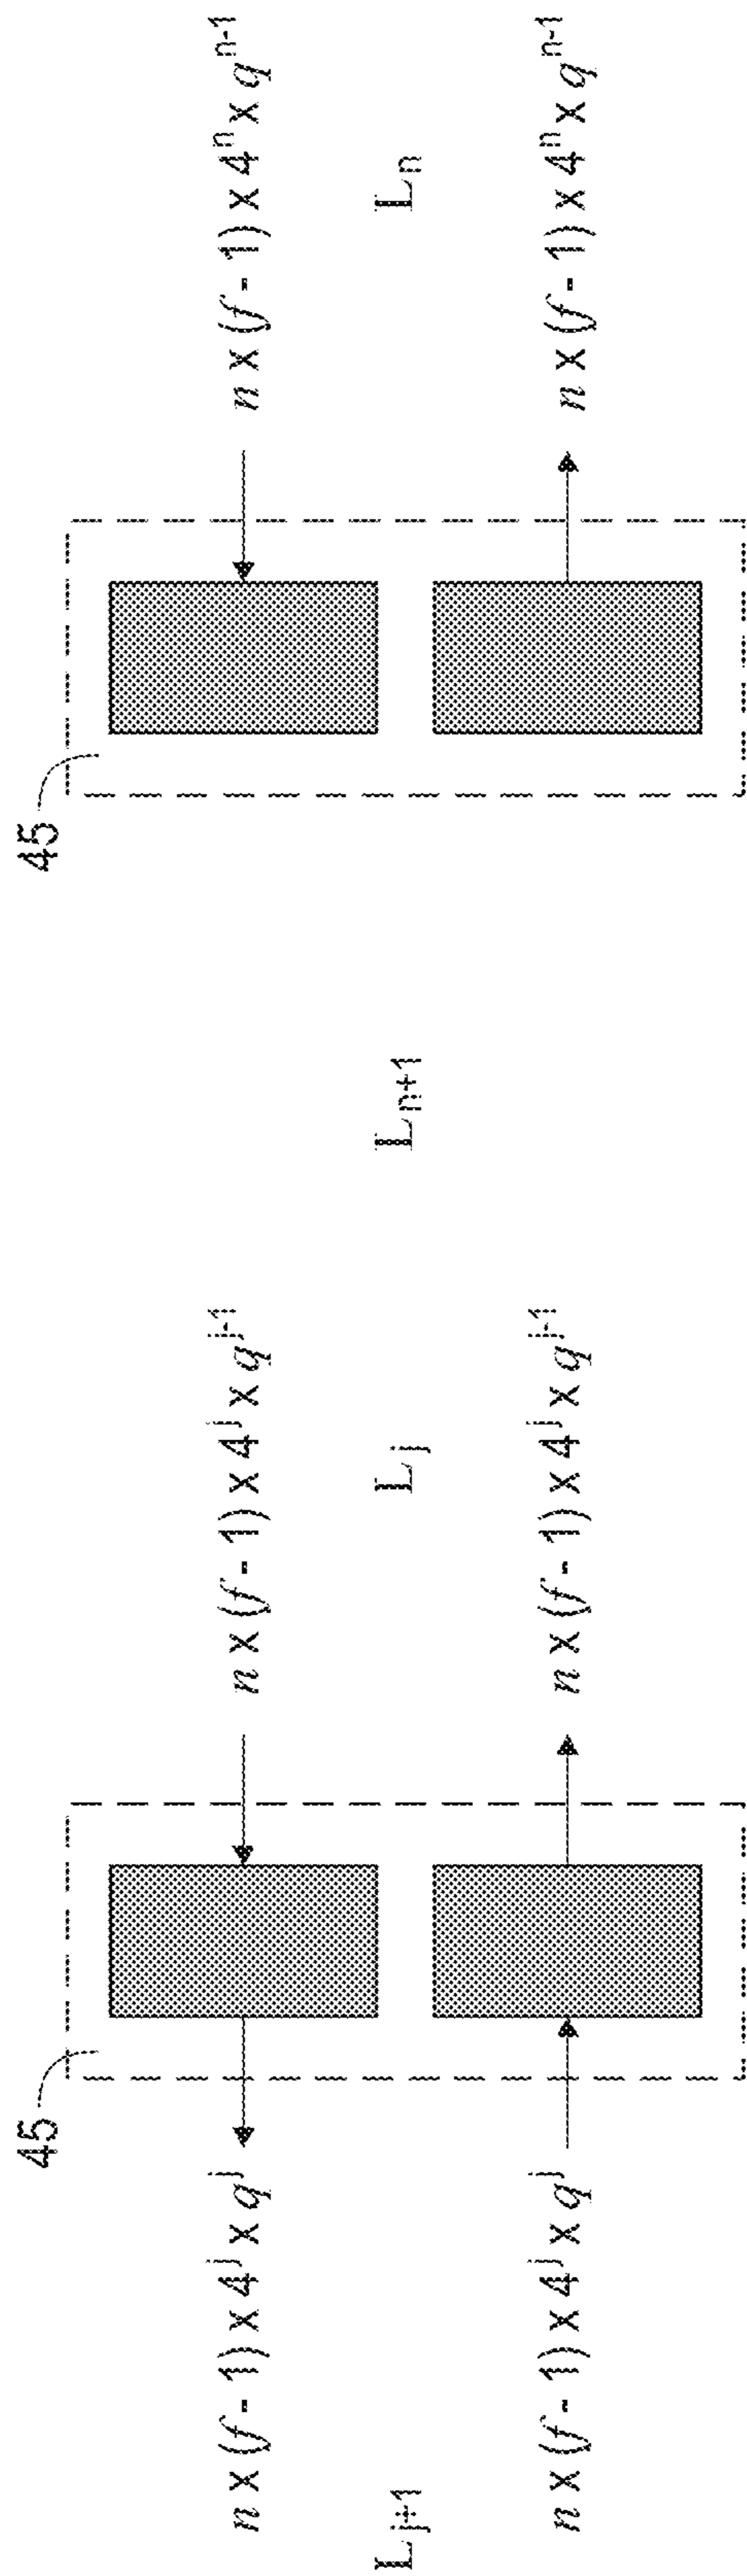 45
n x (f - 1) x 4^j x q^j
n x (f - 1) x 4^j x q^{j-1}
L_{j+1}
L_j
n x (f - 1) x 4^j x q^j
n x (f - 1) x 4^j x q^{j-1}
45
n x (f - 1) x 4^n x q^{n-1}
L_{n+1}
L_n
n x (f - 1) x 4^n x q^{n-1}